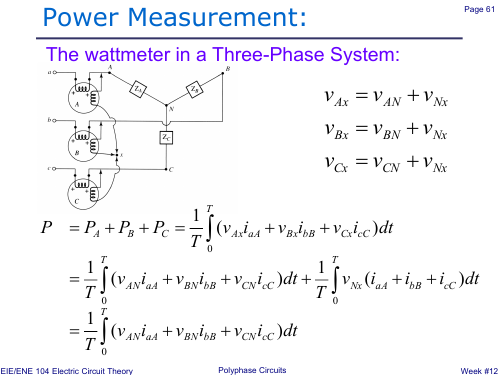 Page 61
Power Measurement:
The wattmeter in a Three-Phase System:
a
A
B
Z_A
Z_B
+ +
A
N
b
Z_C
+ +
B
x
c
C
+ +
C
v_{Ax} = v_{AN} + v_{Nx}
v_{Bx} = v_{BN} + v_{Nx}
v_{Cx} = v_{CN} + v_{Nx}
P = P_A + P_B + P_C = \frac{1}{T} \int_0^T (v_{Ax} i_{aA} + v_{Bx} i_{bB} + v_{Cx} i_{cC}) dt
= \frac{1}{T} \int_0^T (v_{AN} i_{aA} + v_{BN} i_{bB} + v_{CN} i_{cC}) dt + \frac{1}{T} \int_0^T v_{Nx} (i_{aA} + i_{bB} + i_{cC}) dt
= \frac{1}{T} \int_0^T (v_{AN} i_{aA} + v_{BN} i_{bB} + v_{CN} i_{cC}) dt
EIE/ENE 104 Electric Circuit Theory
Polyphase Circuits
Week #12